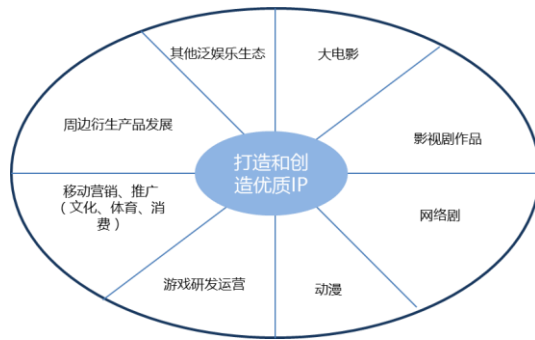 其他泛娱乐生态
大电影
周边衍生产品发展
影视剧作品
打造和创
造优质IP
移动营销、推广
（文化、体育、消
费）
网络剧
游戏研发运营
动漫